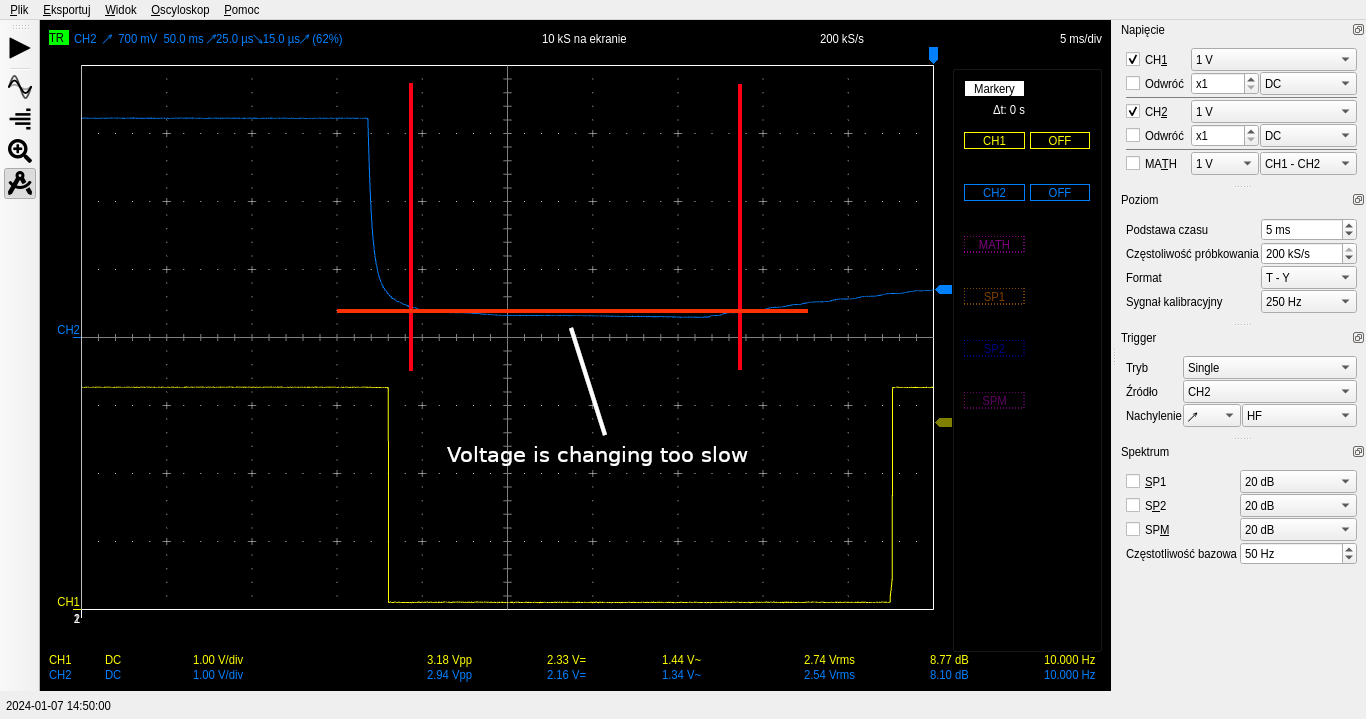 Plik Eksportuj Widok Oscyloskop Pomoc
TR CH2 700 mV 50.0 ms 25.0 µs 15.0 µs (62%) 10 kS na ekranie 200 kS/s 5 ms/div
Markery
Δt: 0 s
CH1 OFF
CH2 OFF
MATH
SP1
SP2
SPM
CH2
Voltage is changing too slow
CH1
CH1 DC 1.00 V/div 3.18 Vpp 2.33 V= 1.44 V~ 2.74 Vrms 8.77 dB 10.000 Hz
CH2 DC 1.00 V/div 2.94 Vpp 2.16 V= 1.34 V~ 2.54 Vrms 8.10 dB 10.000 Hz
2024-01-07 14:50:00
Napięcie
CH1 1 V
Odwróć x1 DC
CH2 1 V
Odwróć x1 DC
MATH 1 V CH1 - CH2
Poziom
Podstawa czasu 5 ms
Częstoliwość próbkowania 200 kS/s
Format T - Y
Sygnał kalibracyjny 250 Hz
Trigger
Tryb Single
Źródło CH2
Nachylenie HF
Spektrum
SP1 20 dB
SP2 20 dB
SPM 20 dB
Częstotliwość bazowa 50 Hz